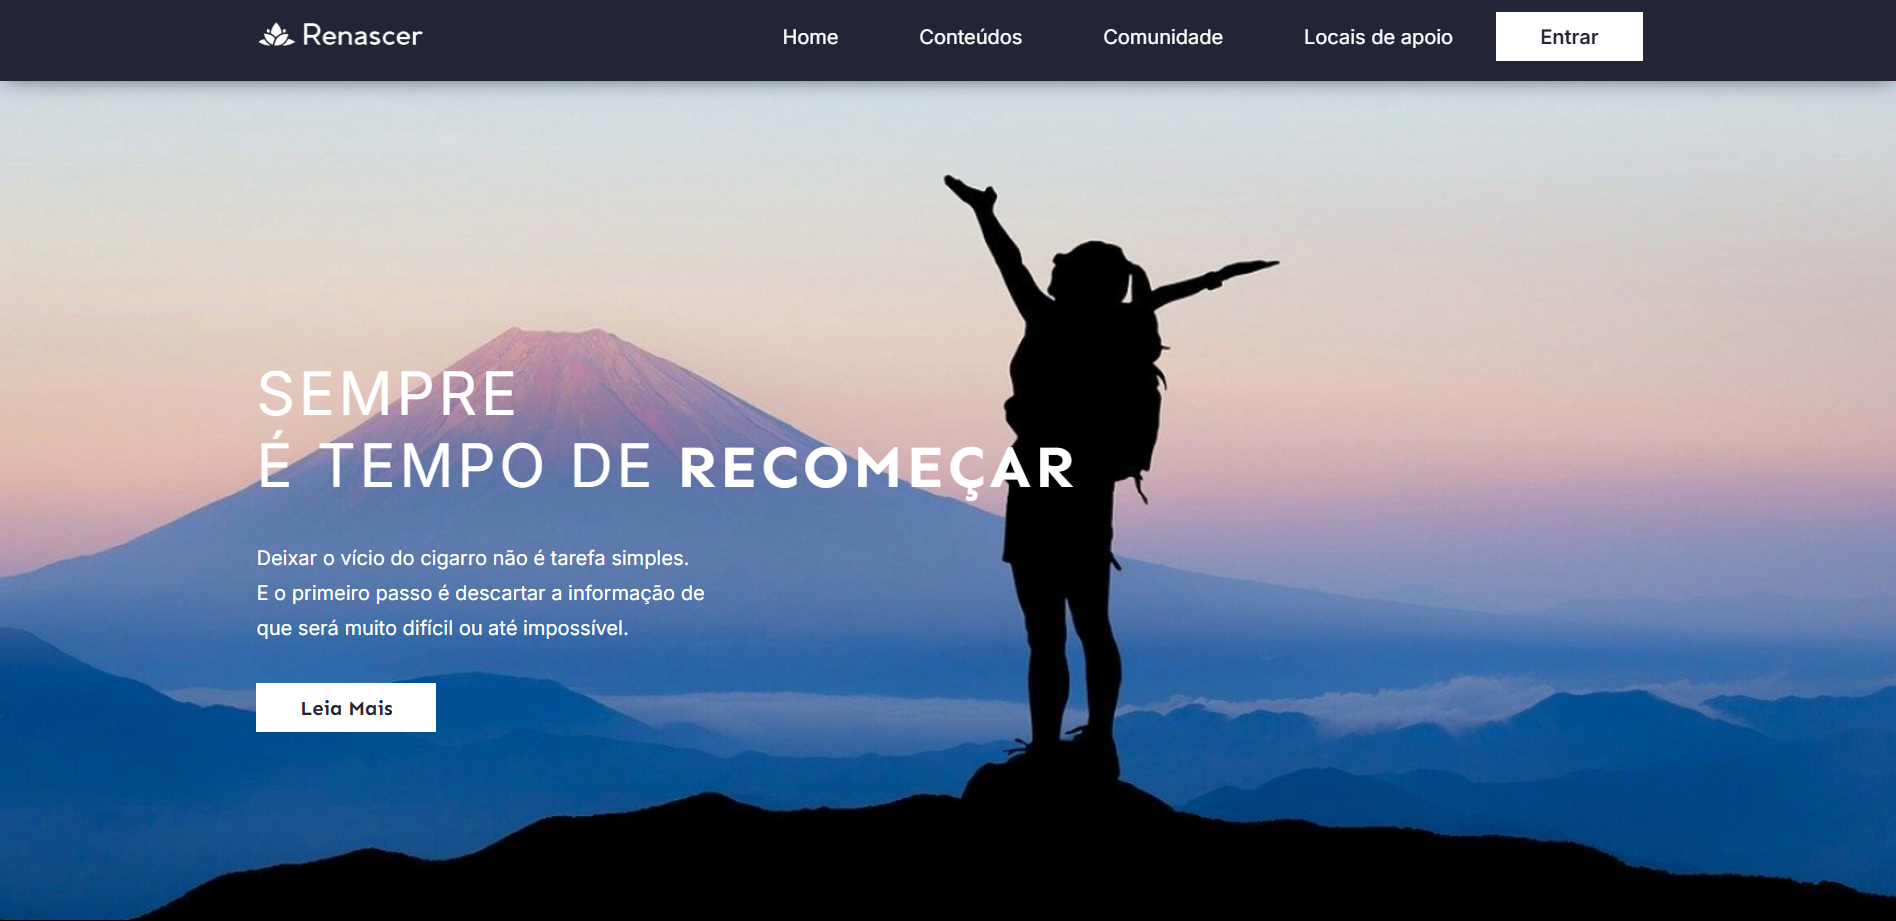 Renascer
Home
Conteúdos
Comunidade
Locais de apoio
Entrar
SEMPRE
É TEMPO DE RECOMEÇAR
Deixar o vício do cigarro não é tarefa simples.
E o primeiro passo é descartar a informação de
que será muito difícil ou até impossível.
Leia Mais